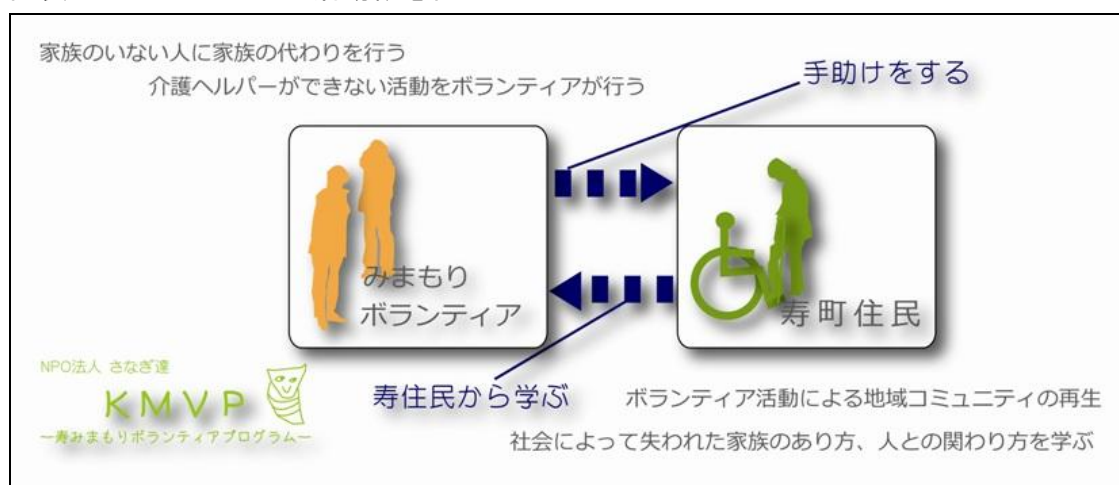 家族のいない人に家族の代わりを行う
介護ヘルパーができない活動をボランティアが行う
手助けをする
みまもり
ボランティア
寿町住民
NPO法人 さなぎ達
KMVP
ー寿みまもりボランティアプログラムー
寿住民から学ぶ
ボランティア活動による地域コミュニティの再生
社会によって失われた家族のあり方、人との関わり方を学ぶ